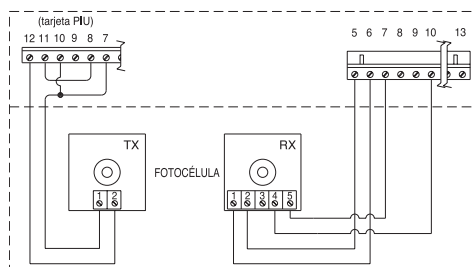 (tarjeta PIU)
12 11 10 9 8 7
5 6 7 8 9 10 13
TX
RX
FOTOCÉLULA
1 2
1 2 3 4 5